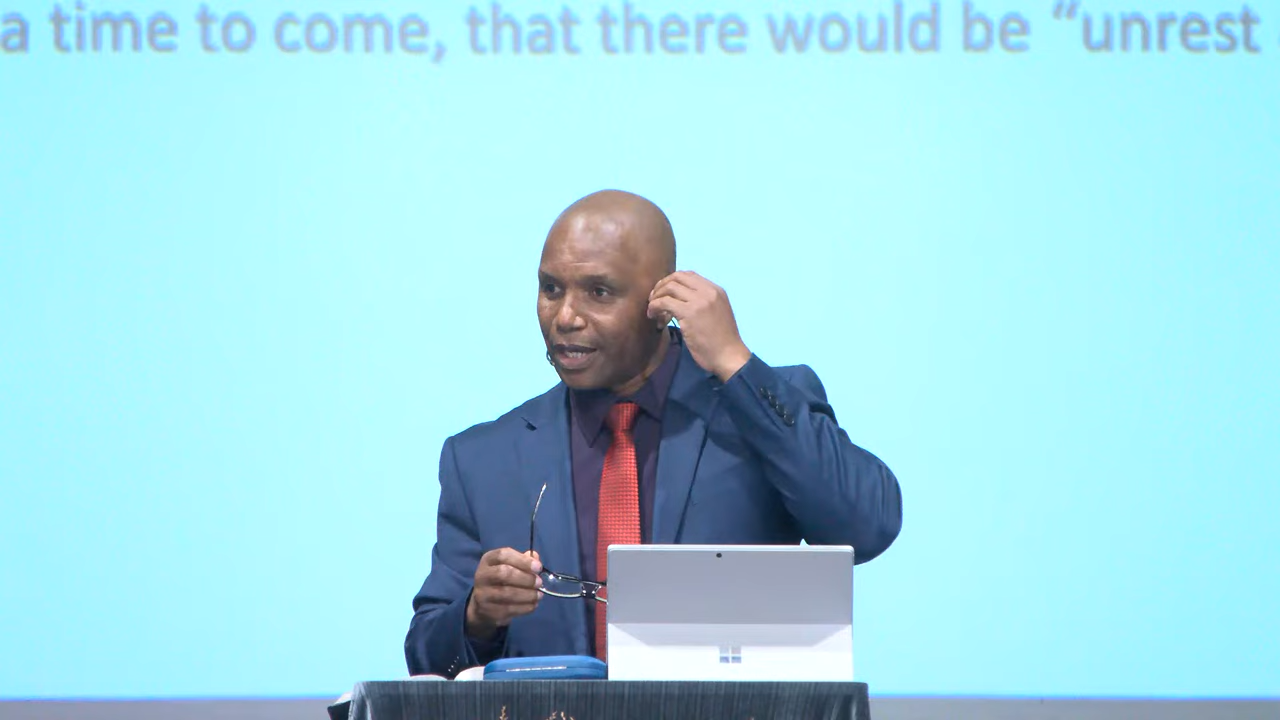 a time to come, that there would be “unrest